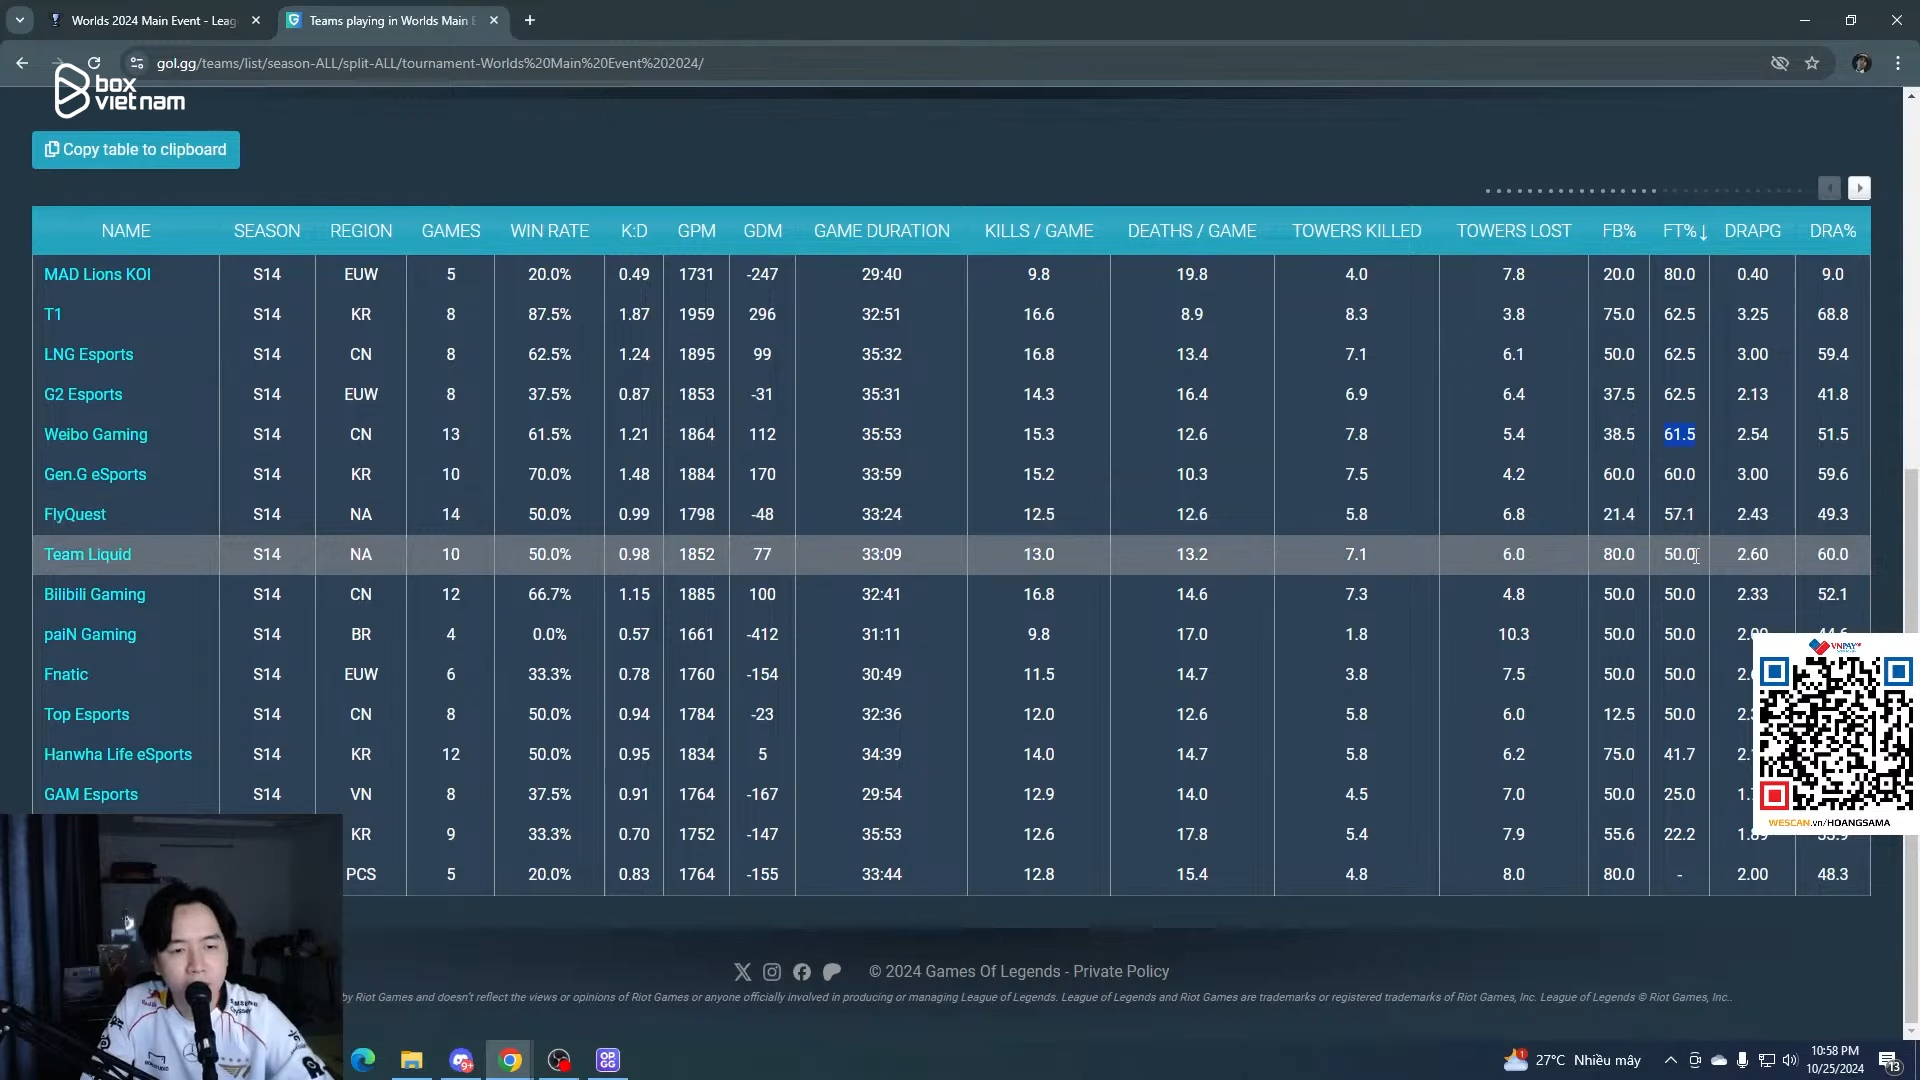 Worlds 2024 Main Event - Leag
Teams playing in Worlds Main E
gol.gg/teams/list/season-ALL/split-ALL/tournament-Worlds%20Main%20Event%202024/
box
việt nam
Copy table to clipboard
NAME SEASON REGION GAMES WIN RATE K:D GPM GDM GAME DURATION KILLS / GAME DEATHS / GAME TOWERS KILLED TOWERS LOST FB% FT%↓ DRAPG DRA%
MAD Lions KOI S14 EUW 5 20.0% 0.49 1731 -247 29:40 9.8 19.8 4.0 7.8 20.0 80.0 0.40 9.0
T1 S14 KR 8 87.5% 1.87 1959 296 32:51 16.6 8.9 8.3 3.8 75.0 62.5 3.25 68.8
LNG Esports S14 CN 8 62.5% 1.24 1895 99 35:32 16.8 13.4 7.1 6.1 50.0 62.5 3.00 59.4
G2 Esports S14 EUW 8 37.5% 0.87 1853 -31 35:31 14.3 16.4 6.9 6.4 37.5 62.5 2.13 41.8
Weibo Gaming S14 CN 13 61.5% 1.21 1864 112 35:53 15.3 12.6 7.8 5.4 38.5 61.5 2.54 51.5
Gen.G eSports S14 KR 10 70.0% 1.48 1884 170 33:59 15.2 10.3 7.5 4.2 60.0 60.0 3.00 59.6
FlyQuest S14 NA 14 50.0% 0.99 1798 -48 33:24 12.5 12.6 5.8 6.8 21.4 57.1 2.43 49.3
Team Liquid S14 NA 10 50.0% 0.98 1852 77 33:09 13.0 13.2 7.1 6.0 80.0 50.0 2.60 60.0
Bilibili Gaming S14 CN 12 66.7% 1.15 1885 100 32:41 16.8 14.6 7.3 4.8 50.0 50.0 2.33 52.1
paiN Gaming S14 BR 4 0.0% 0.57 1661 -412 31:11 9.8 17.0 1.8 10.3 50.0 50.0
Fnatic S14 EUW 6 33.3% 0.78 1760 -154 30:49 11.5 14.7 3.8 7.5 50.0 50.0
Top Esports S14 CN 8 50.0% 0.94 1784 -23 32:36 12.0 12.6 5.8 6.0 12.5 50.0
Hanwha Life eSports S14 KR 12 50.0% 0.95 1834 5 34:39 14.0 14.7 5.8 6.2 75.0 41.7
GAM Esports S14 VN 8 37.5% 0.91 1764 -167 29:54 12.9 14.0 4.5 7.0 50.0 25.0
KR 9 33.3% 0.70 1752 -147 35:53 12.6 17.8 5.4 7.9 55.6 22.2
PCS 5 20.0% 0.83 1764 -155 33:44 12.8 15.4 4.8 8.0 80.0 - 2.00 48.3
VNPAY
WESCAN.vn/HOANGSAMA
© 2024 Games Of Legends - Private Policy
by Riot Games and doesn't reflect the views or opinions of Riot Games or anyone officially involved in producing or managing League of Legends. League of Legends and Riot Games are trademarks or registered trademarks of Riot Games, Inc. League of Legends © Riot Games, Inc..
9+
OP
GG
1
27°C Nhiều mây
10:58 PM
10/25/2024
13